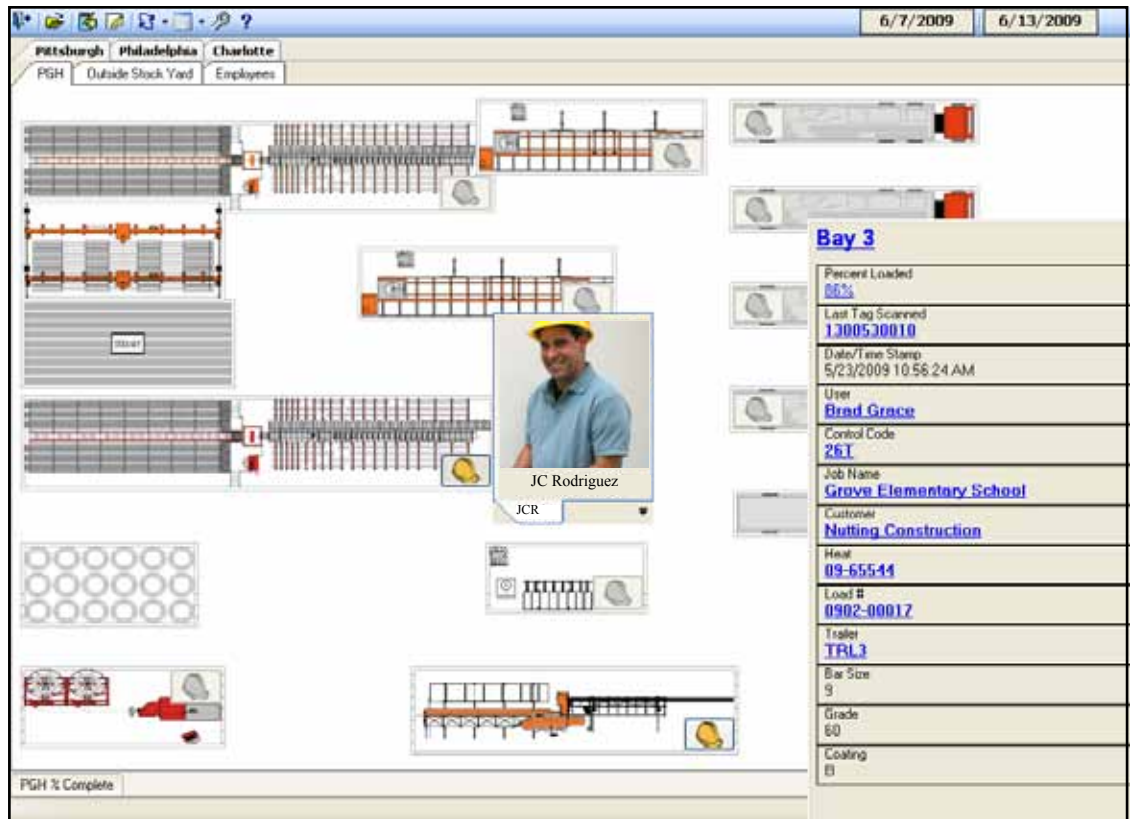 6/7/2009 6/13/2009
Pittsburgh Philadelphia Charlotte
PGH Outside Stock Yard Employees
Bay 3
Percent Loaded
86%
Last Tag Scanned
1300530010
Date/Time Stamp
5/23/2009 10:56:24 AM
User
Brad Grace
Control Code
26T
Job Name
Grove Elementary School
Customer
Nutting Construction
Heat
09-65544
Load #
0902-00017
Trailer
TRL3
Bar Size
9
Grade
60
Coating
JC Rodriguez
JCR
PGH % Complete